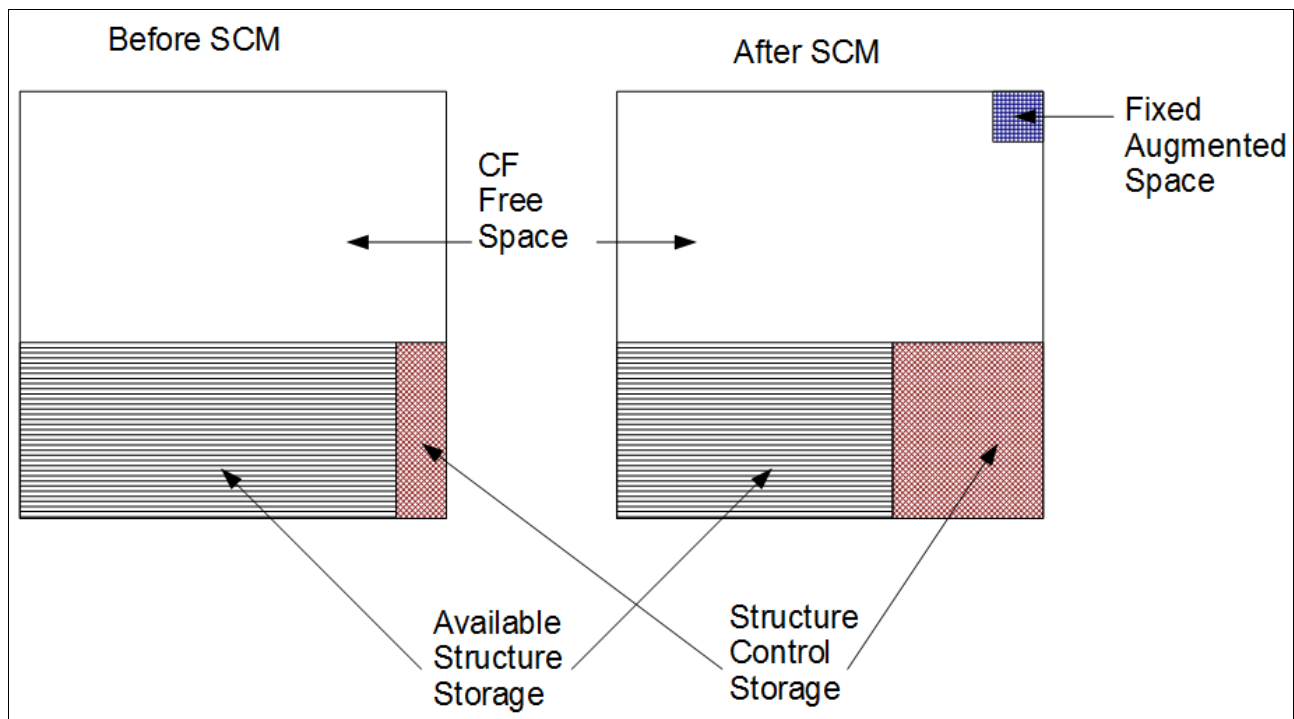 Before SCM
After SCM
CF
Free
Space
Fixed
Augmented
Space
Available
Structure
Storage
Structure
Control
Storage